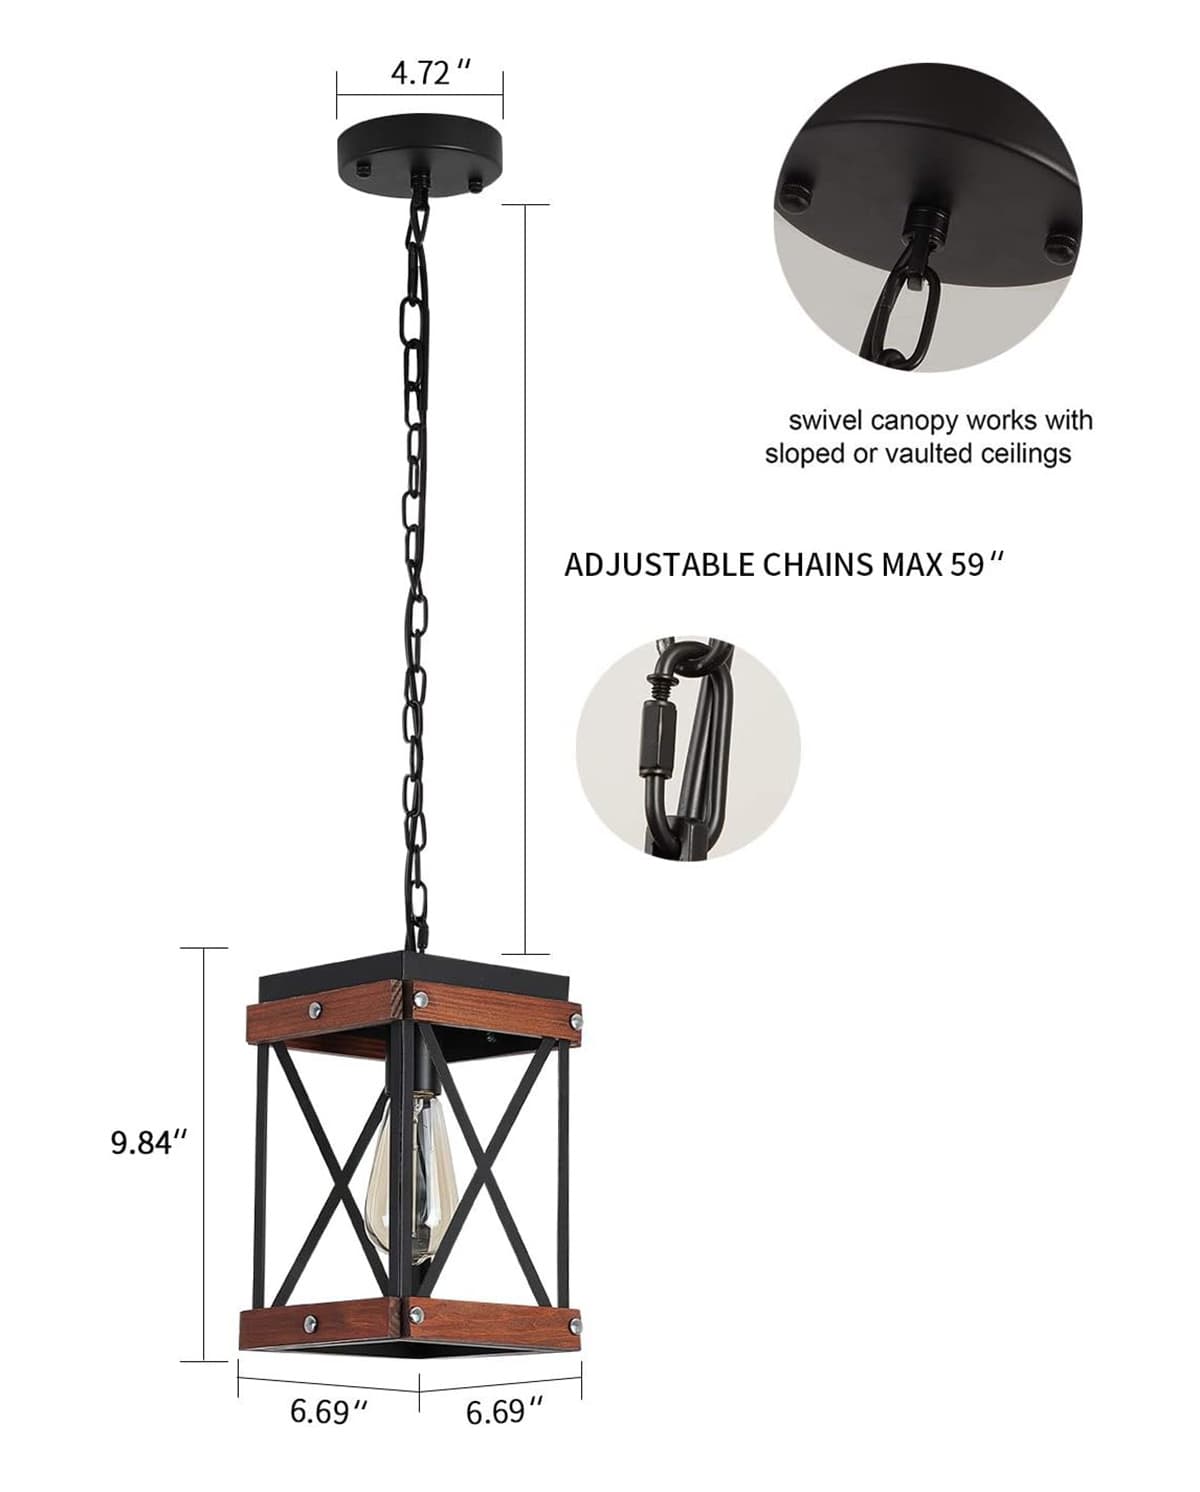 4.72″
swivel canopy works with
sloped or vaulted ceilings
ADJUSTABLE CHAINS MAX 59″
9.84″
6.69″
6.69″